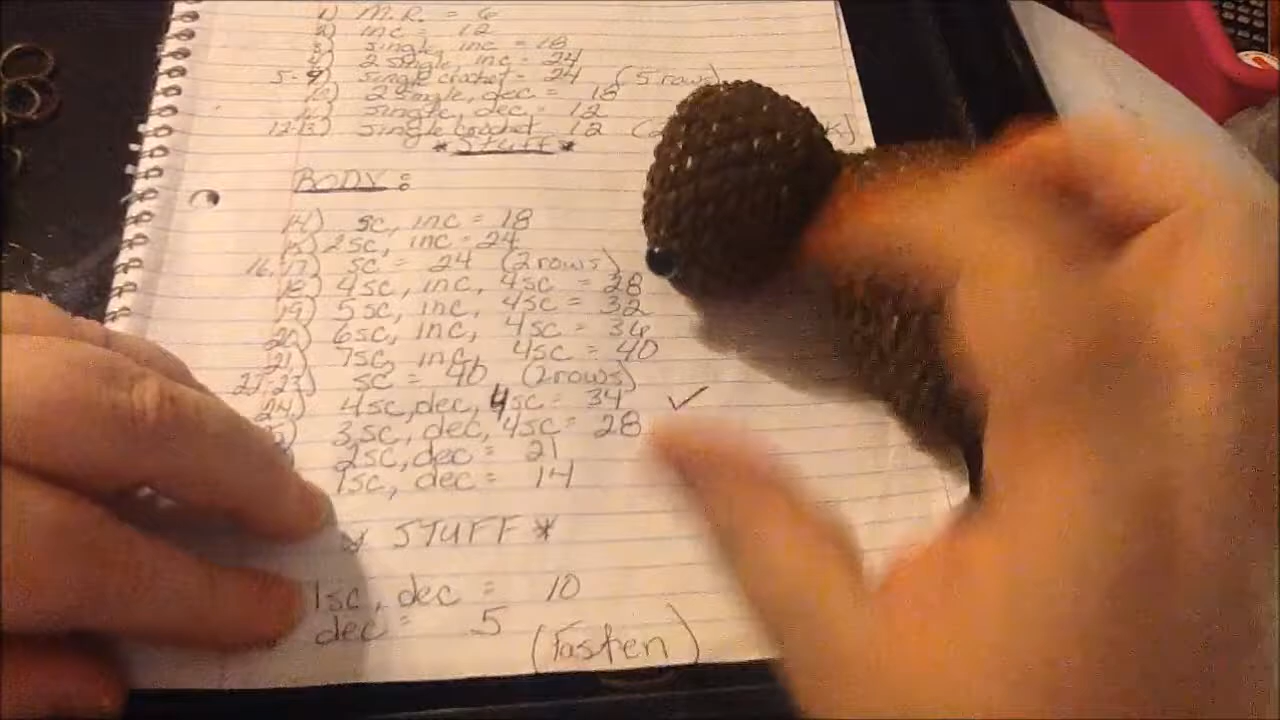 1) M.R. = 6
2) inc = 12
3) single, inc = 18
4) 2 single, inc = 24
5-9) single crochet = 24 (5 rows)
10) 2 single, dec = 18
11) single, dec = 12
12-13) single crochet 12
* Stuff *
BODY:
14) sc, inc = 18
15) 2sc, inc = 24
16,17) sc = 24 (2 rows)
18) 4sc, inc, 4sc = 28
19) 5sc, inc, 4sc = 32
20) 6sc, inc, 4sc = 36
21) 7sc, inc, 4sc = 40
22-23) sc = 40 (2 rows)
24) 4sc, dec, 4sc = 34 ✓
3sc, dec, 4sc = 28
2sc, dec = 21
1sc, dec = 14
* STUFF *
1sc, dec = 10
dec = 5
(Fasten)